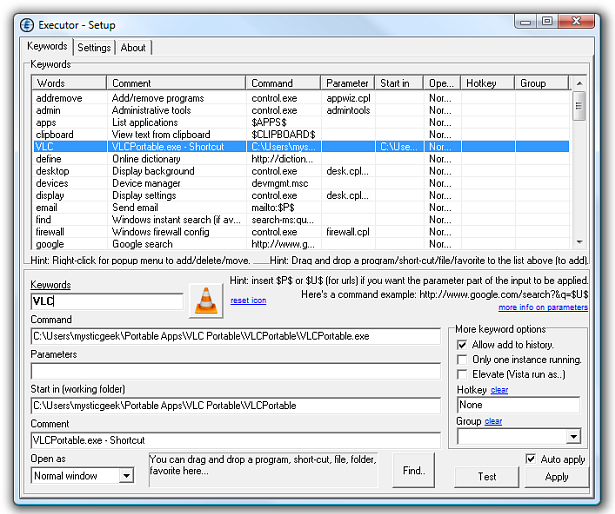 Executor - Setup
Keywords Settings About
Keywords
Words Comment Command Parameter Start in Ope... Hotkey Group
addremove Add/remove programs control.exe appwiz.cpl Nor...
admin Administrative tools control.exe admintools Nor...
apps List applications $APPS$ Nor...
clipboard View text from clipboard $CLIPBOARD$ Nor...
VLC VLCPortable.exe - Shortcut C:\Users\mys... C:\Use... Nor...
define Online dictionary http://diction... Nor...
desktop Display background control.exe desk.cpl... Nor...
devices Device manager devmgmt.msc Nor...
display Display settings control.exe desk.cpl... Nor...
email Send email mailto:$P$ Nor...
find Windows instant search (if av... search-ms:qu... Nor...
firewall Windows firewall config control.exe firewall.cpl Nor...
google Google search http://www.g... Nor...
Hint: Right-click for popup menu to add/delete/move. Hint: Drag and drop a program/short-cut/file/favorite to the list above (to add)
Keywords
VLC
reset icon
Hint: insert $P$ or $U$ (for urls) if you want the parameter part of the input to be applied.
Here's a command example: http://www.google.com/search?&q=$U$
more info on parameters
Command
C:\Users\mysticgeek\Portable Apps\VLC Portable\VLCPortable\VLCPortable.exe
Parameters
Start in (working folder)
C:\Users\mysticgeek\Portable Apps\VLC Portable\VLCPortable
Comment
VLCPortable.exe - Shortcut
More keyword options
Allow add to history.
Only one instance running.
Elevate (Vista run as..)
Hotkey clear
None
Group clear
Open as
Normal window
You can drag and drop a program, short-cut, file, folder,
favorite here...
Find..
Auto apply
Test Apply